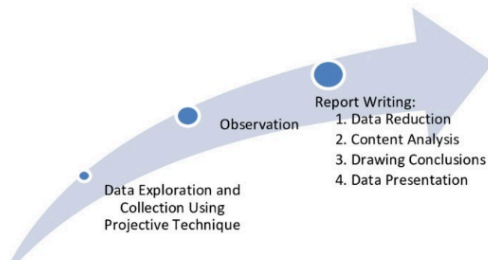 Data Exploration and
Collection Using
Projective Technique
Observation
Report Writing:
1. Data Reduction
2. Content Analysis
3. Drawing Conclusions
4. Data Presentation